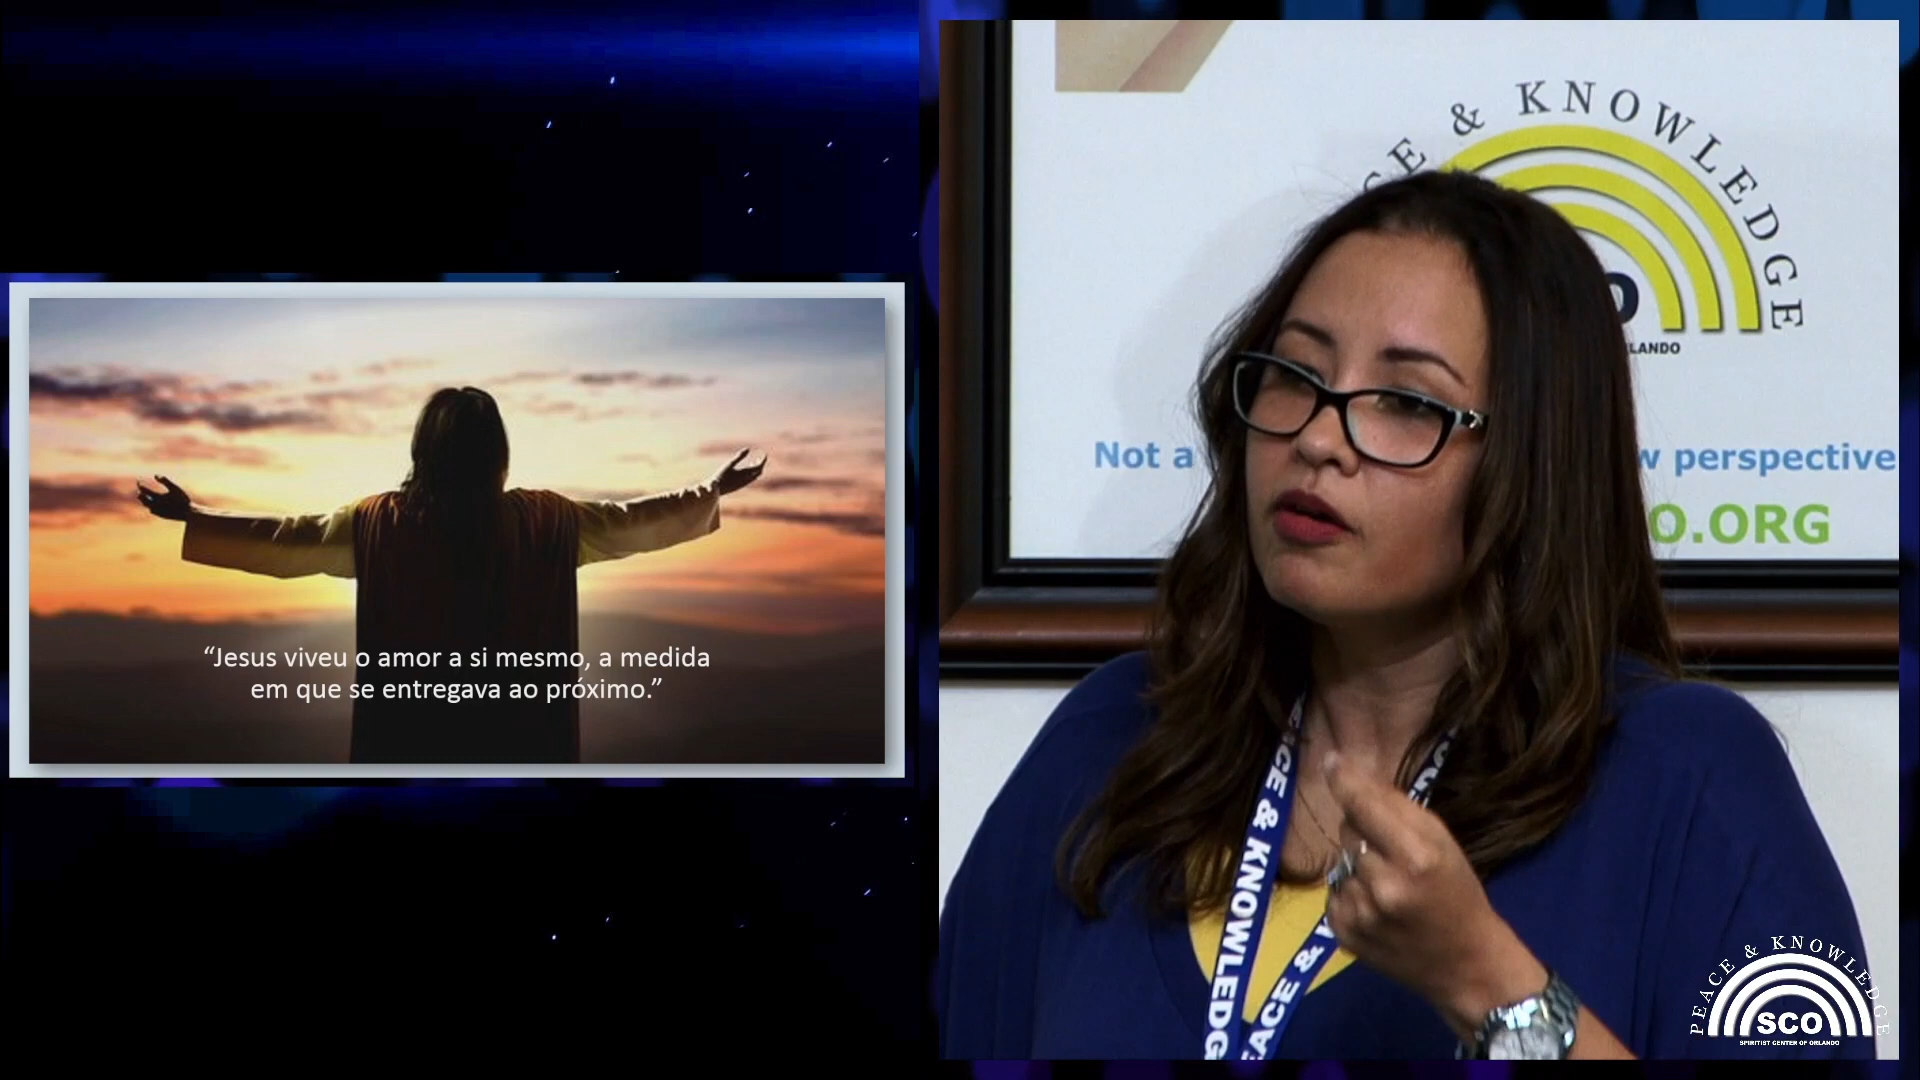 “Jesus viveu o amor a si mesmo, a medida
em que se entregava ao próximo.”
& KNOWLEDGE
ORLANDO
Not a
perspective
O.ORG
& KNOWLEDG
PEACE & KNOWLEDGE
SCO
SPIRITIST CENTER OF ORLANDO